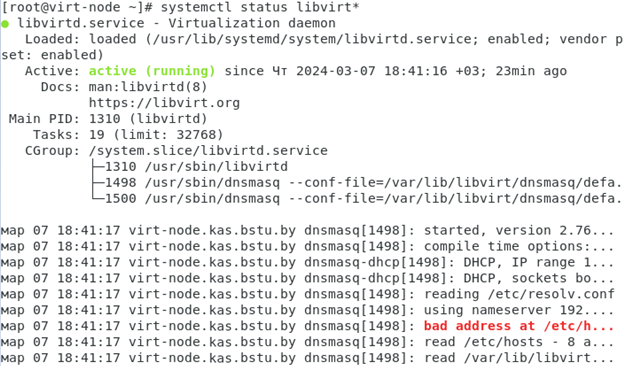 [root@virt-node ~]# systemctl status libvirt*
● libvirtd.service - Virtualization daemon
   Loaded: loaded (/usr/lib/systemd/system/libvirtd.service; enabled; vendor p
set: enabled)
   Active: active (running) since Чт 2024-03-07 18:41:16 +03; 23min ago
     Docs: man:libvirtd(8)
           https://libvirt.org
 Main PID: 1310 (libvirtd)
    Tasks: 19 (limit: 32768)
   CGroup: /system.slice/libvirtd.service
           ├─1310 /usr/sbin/libvirtd
           ├─1498 /usr/sbin/dnsmasq --conf-file=/var/lib/libvirt/dnsmasq/defa.
           └─1500 /usr/sbin/dnsmasq --conf-file=/var/lib/libvirt/dnsmasq/defa.
мар 07 18:41:17 virt-node.kas.bstu.by dnsmasq[1498]: started, version 2.76...
мар 07 18:41:17 virt-node.kas.bstu.by dnsmasq[1498]: compile time options:...
мар 07 18:41:17 virt-node.kas.bstu.by dnsmasq-dhcp[1498]: DHCP, IP range 1...
мар 07 18:41:17 virt-node.kas.bstu.by dnsmasq-dhcp[1498]: DHCP, sockets bo...
мар 07 18:41:17 virt-node.kas.bstu.by dnsmasq[1498]: reading /etc/resolv.conf
мар 07 18:41:17 virt-node.kas.bstu.by dnsmasq[1498]: using nameserver 192....
мар 07 18:41:17 virt-node.kas.bstu.by dnsmasq[1498]: bad address at /etc/h...
мар 07 18:41:17 virt-node.kas.bstu.by dnsmasq[1498]: read /etc/hosts - 8 a...
мар 07 18:41:17 virt-node.kas.bstu.by dnsmasq[1498]: read /var/lib/libvirt...